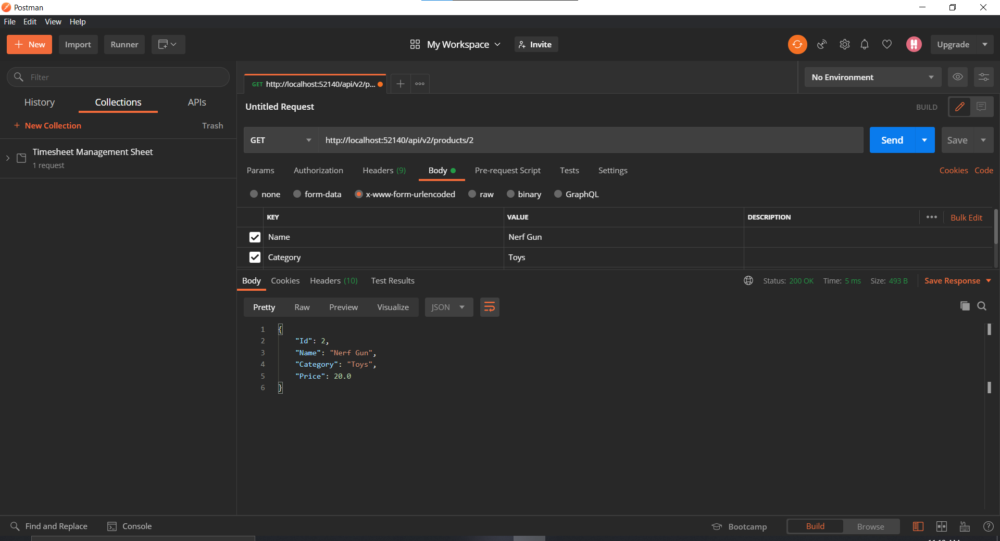 Postman
File Edit View Help
New Import Runner My Workspace Invite Upgrade
Filter
History Collections APIs
New Collection Trash
Timesheet Management Sheet
1 request
GET http://localhost:52140/api/v2/p... No Environment
Untitled Request BUILD
GET http://localhost:52140/api/v2/products/2 Send Save
Params Authorization Headers (9) Body Pre-request Script Tests Settings Cookies Code
none form-data x-www-form-urlencoded raw binary GraphQL
KEY VALUE DESCRIPTION Bulk Edit
Name Nerf Gun
Category Toys
Body Cookies Headers (10) Test Results Status: 200 OK Time: 5 ms Size: 493 B Save Response
Pretty Raw Preview Visualize JSON
1 {
2 "Id": 2,
3 "Name": "Nerf Gun",
4 "Category": "Toys",
5 "Price": 20.0
6 }
Find and Replace Console Bootcamp Build Browse